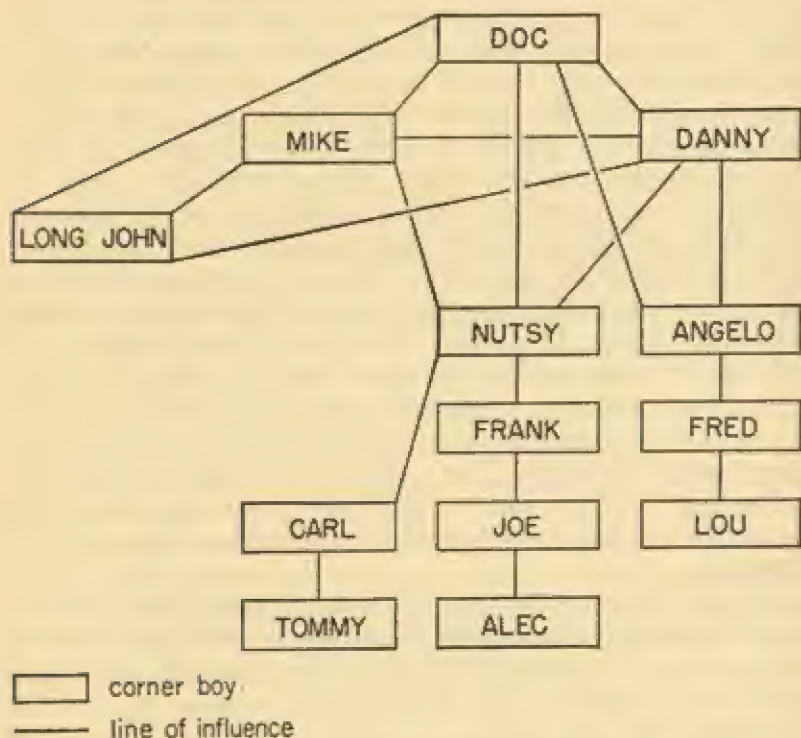 DOC
MIKE
DANNY
LONG JOHN
NUTSY
ANGELO
FRANK
FRED
CARL
JOE
LOU
TOMMY
ALEC
corner boy
line of influence